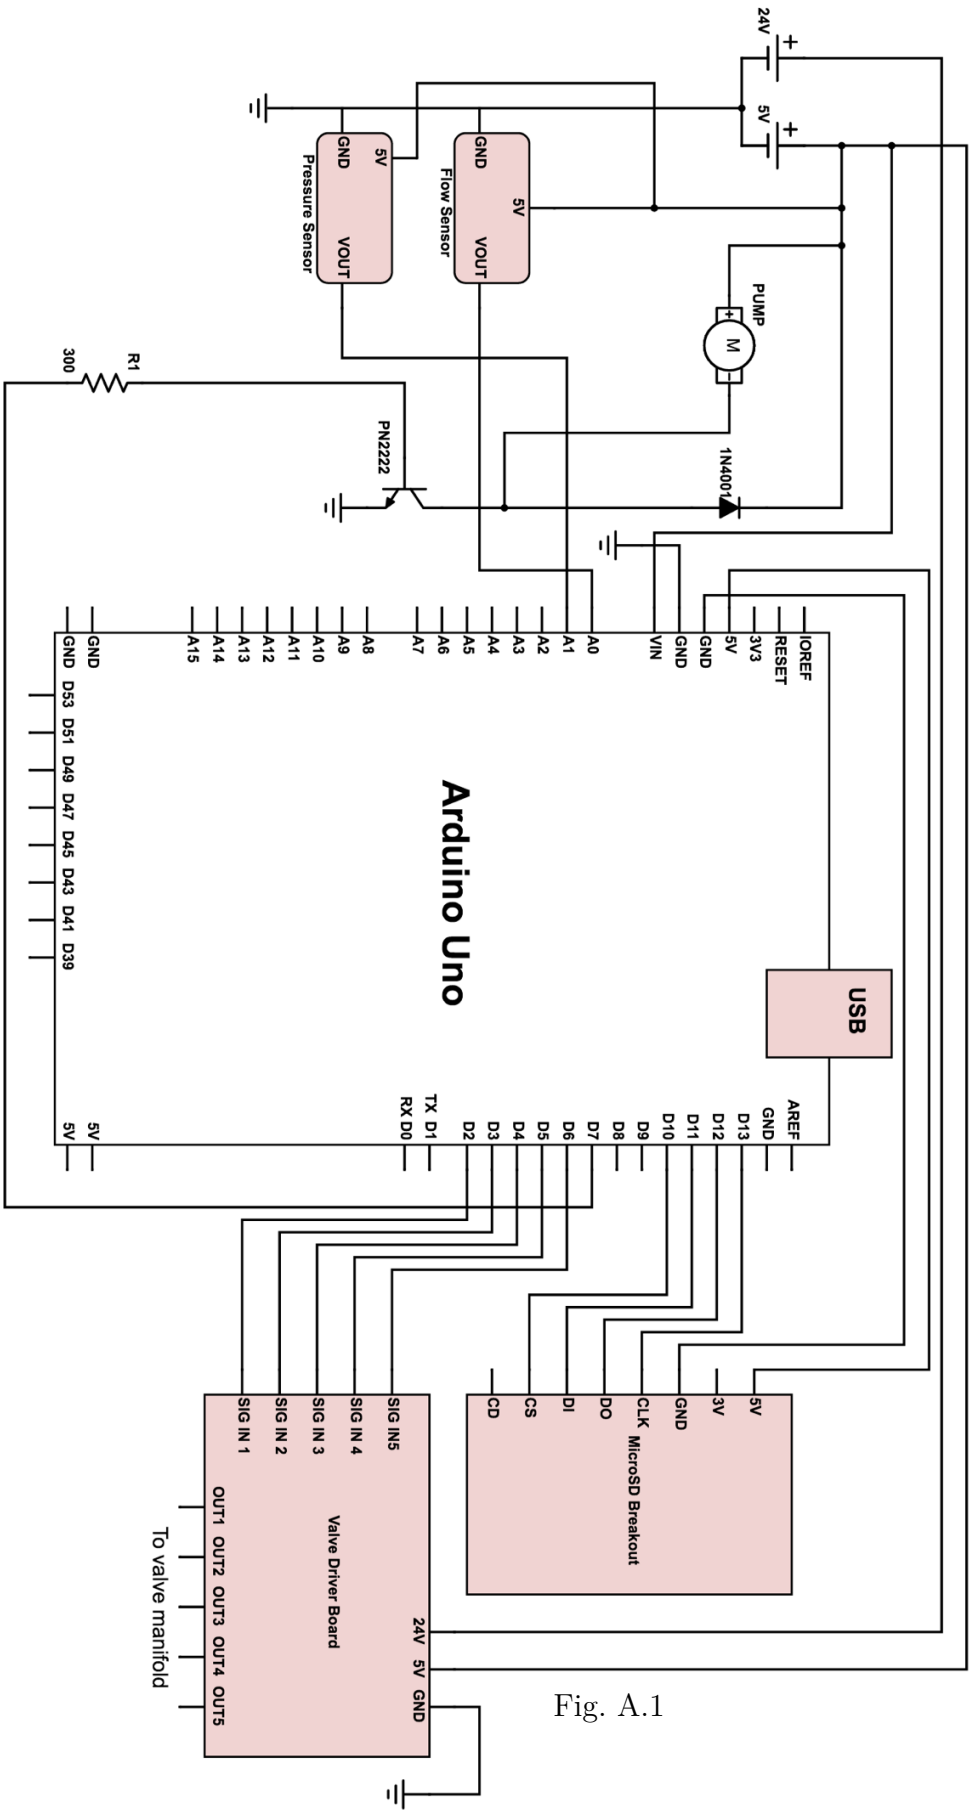 24V
+
5V
+
GND
5V
VOUT
Pressure Sensor
GND
5V
VOUT
Flow Sensor
PUMP
+
M
-
R1
300
PN2222
1N4001
IOREF
RESET
3V3
5V
GND
GND
VIN
A0
A1
A2
A3
A4
A5
A6
A7
A8
A9
A10
A11
A12
A13
A14
A15
GND
GND
D53
D51
D49
D47
D45
D43
D41
D39
Arduino Uno
USB
AREF
GND
D13
D12
D11
D10
D9
D8
D7
D6
D5
D4
D3
D2
TX D1
RX D0
5V
5V
5V
3V
GND
CLK
DO
DI
CS
CD
MicroSD Breakout
SIG IN5
SIG IN 4
SIG IN 3
SIG IN 2
SIG IN 1
Valve Driver Board
24V
5V
GND
OUT1
OUT2
OUT3
OUT4
OUT5
To valve manifold
Fig. A.1